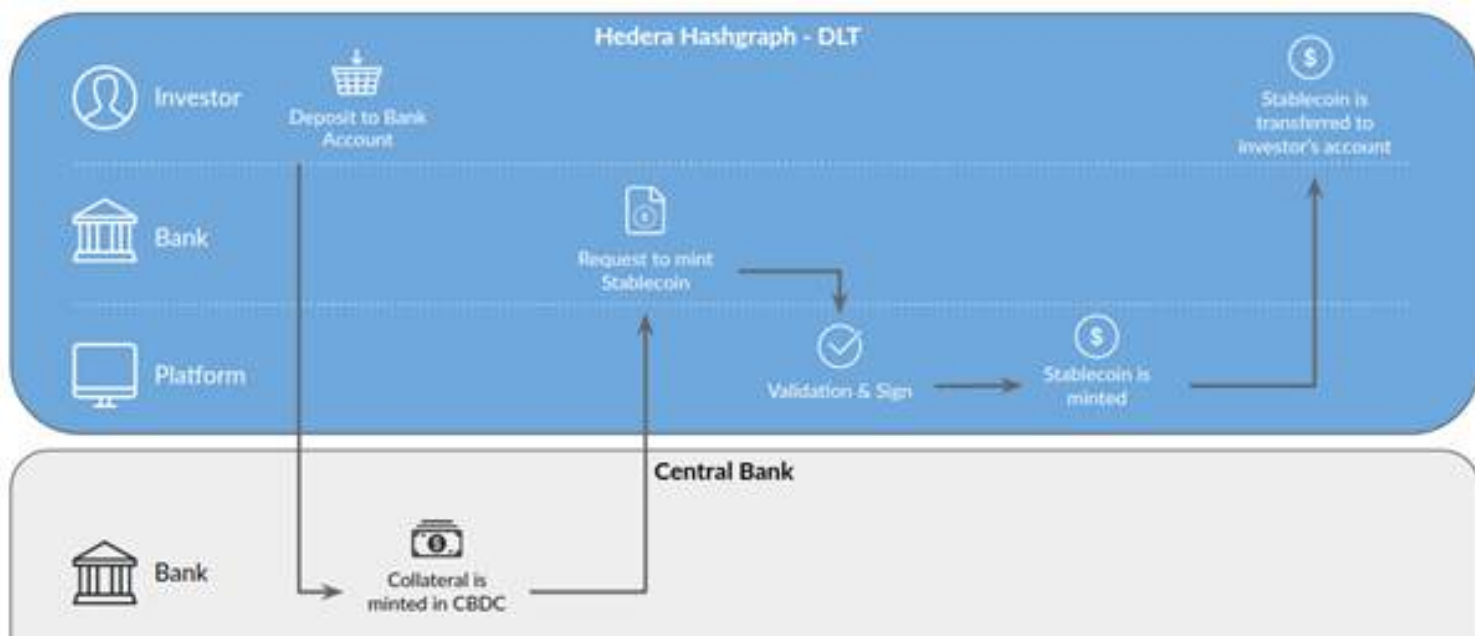 Hedera Hashgraph - DLT
Investor
Deposit to Bank
Account
Stablecoin is
transferred to
investor's account
Bank
Request to mint
Stablecoin
Platform
Validation & Sign
Stablecoin is
minted
Central Bank
Bank
Collateral is
minted in CBDC